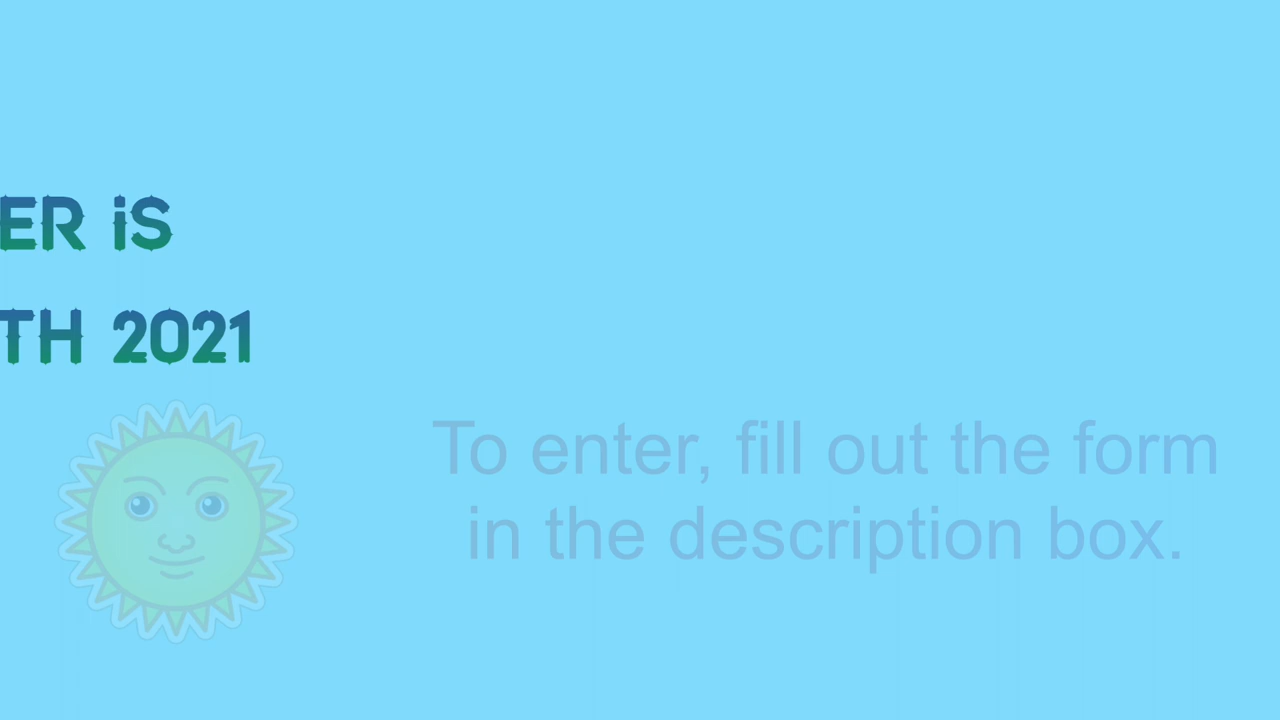 ER iS
TH 2021
To enter, fill out the form
in the description box.